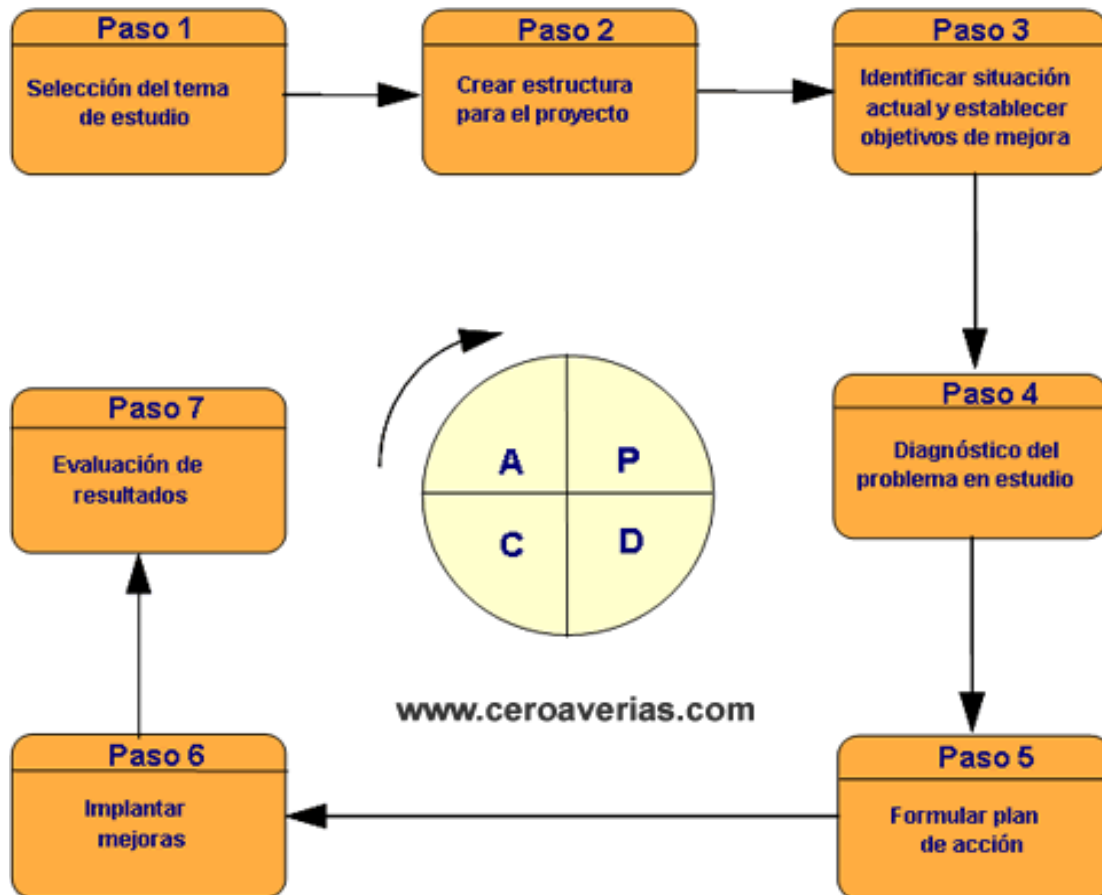 Paso 1
Selección del tema
de estudio
Paso 2
Crear estructura
para el proyecto
Paso 3
Identificar situación
actual y establecer
objetivos de mejora
Paso 4
Diagnóstico del
problema en estudio
Paso 5
Formular plan
de acción
Paso 6
Implantar
mejoras
Paso 7
Evaluación de
resultados
A P
C D
www.ceroaverias.com